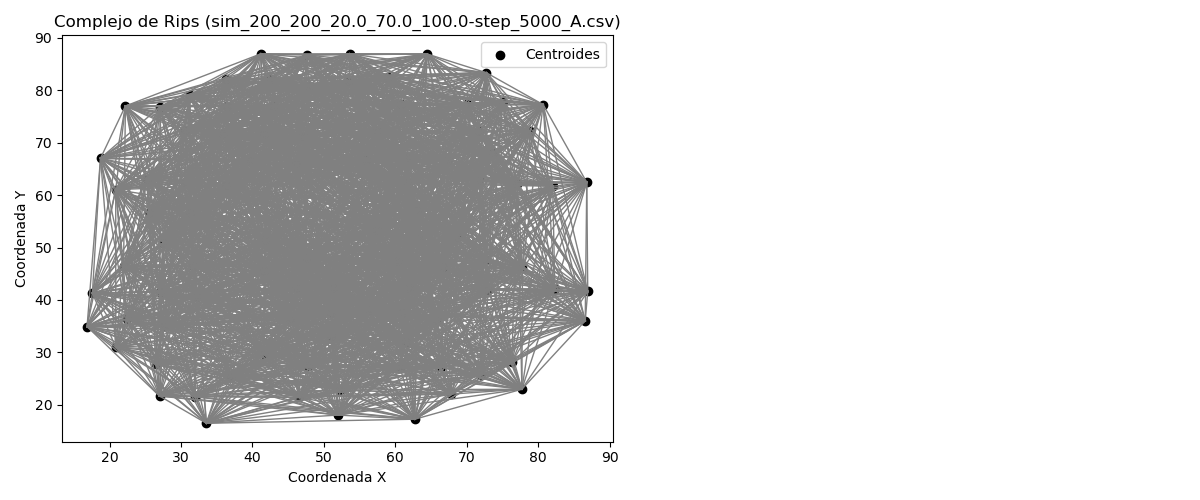 Complejo de Rips (sim_200_200_20.0_70.0_100.0-step_5000_A.csv)
Centroides
90
80
70
60
50
40
30
20
Coordenada Y
20 30 40 50 60 70 80 90
Coordenada X